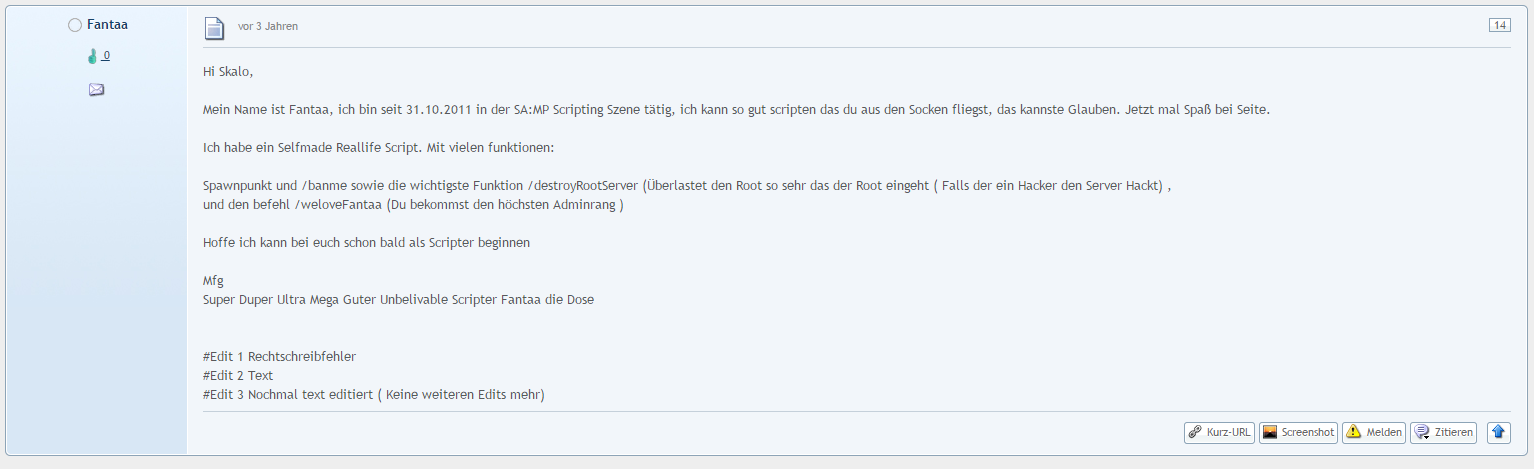 Fantaa
0
vor 3 Jahren
14
Hi Skalo,
Mein Name ist Fantaa, ich bin seit 31.10.2011 in der SA:MP Scripting Szene tätig, ich kann so gut scripten das du aus den Socken fliegst, das kannste Glauben. Jetzt mal Spaß bei Seite.
Ich habe ein Selfmade Reallife Script. Mit vielen funktionen:
Spawnpunkt und /banme sowie die wichtigste Funktion /destroyRootServer (Überlastet den Root so sehr das der Root eingeht ( Falls der ein Hacker den Server Hackt) ,
und den befehl /weloveFantaa (Du bekommst den höchsten Adminrang )
Hoffe ich kann bei euch schon bald als Scripter beginnen
Mfg
Super Duper Ultra Mega Guter Unbelivable Scripter Fantaa die Dose
#Edit 1 Rechtschreibfehler
#Edit 2 Text
#Edit 3 Nochmal text editiert ( Keine weiteren Edits mehr)
Kurz-URL Screenshot Melden Zitieren